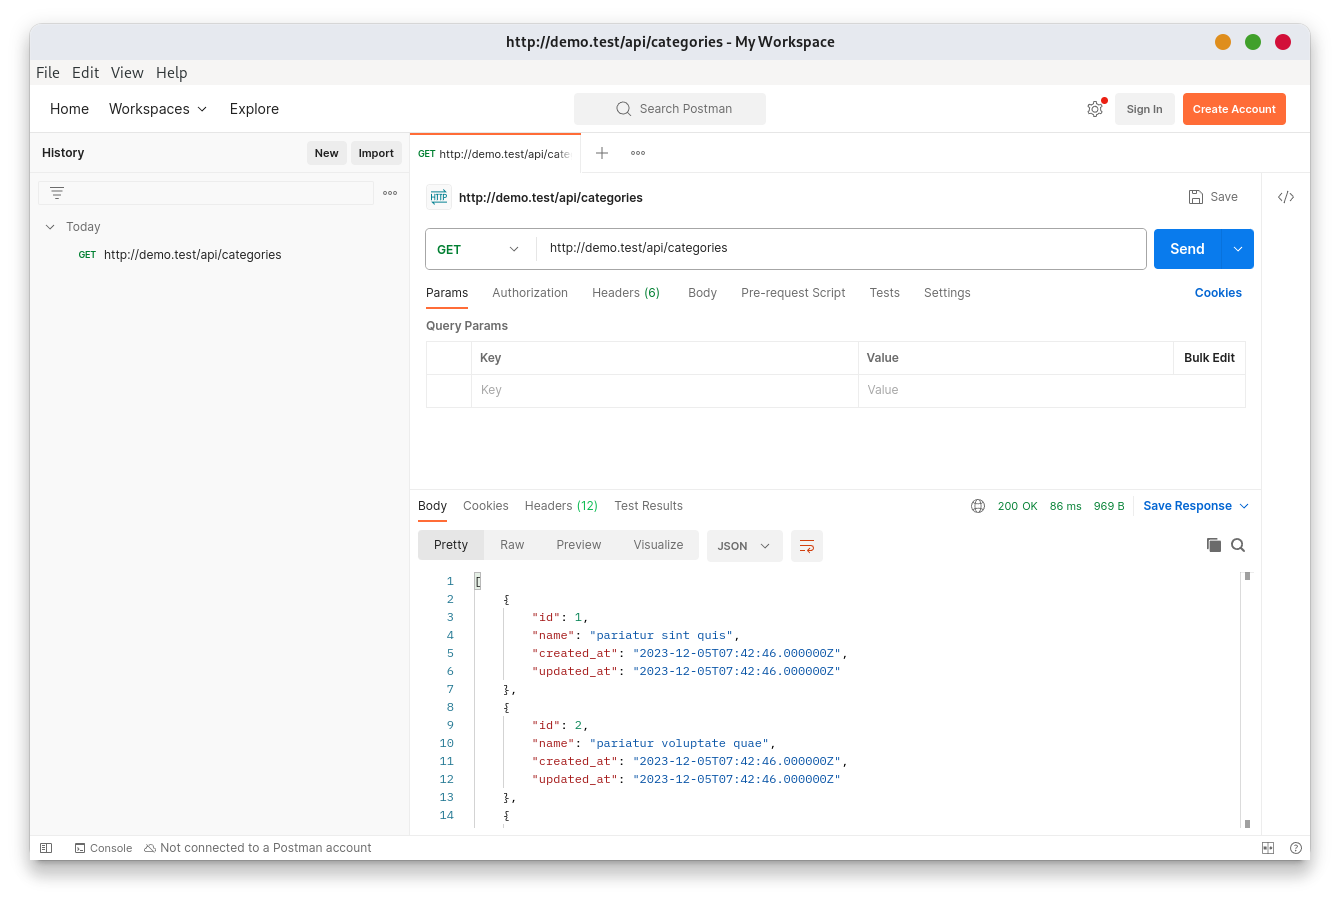 http://demo.test/api/categories - My Workspace
File Edit View Help
Home Workspaces Explore
Search Postman
Sign In
Create Account
History
New Import
GET http://demo.test/api/cate
Today
GET http://demo.test/api/categories
HTTP http://demo.test/api/categories
Save
</>
GET http://demo.test/api/categories
Send
Params Authorization Headers (6) Body Pre-request Script Tests Settings
Cookies
Query Params
Key Value Bulk Edit
Key Value
Body Cookies Headers (12) Test Results
200 OK 86 ms 969 B Save Response
Pretty Raw Preview Visualize JSON
1 [
2 {
3 "id": 1,
4 "name": "pariatur sint quis",
5 "created_at": "2023-12-05T07:42:46.000000Z",
6 "updated_at": "2023-12-05T07:42:46.000000Z"
7 },
8 {
9 "id": 2,
10 "name": "pariatur voluptate quae",
11 "created_at": "2023-12-05T07:42:46.000000Z",
12 "updated_at": "2023-12-05T07:42:46.000000Z"
13 },
14 {
Console Not connected to a Postman account